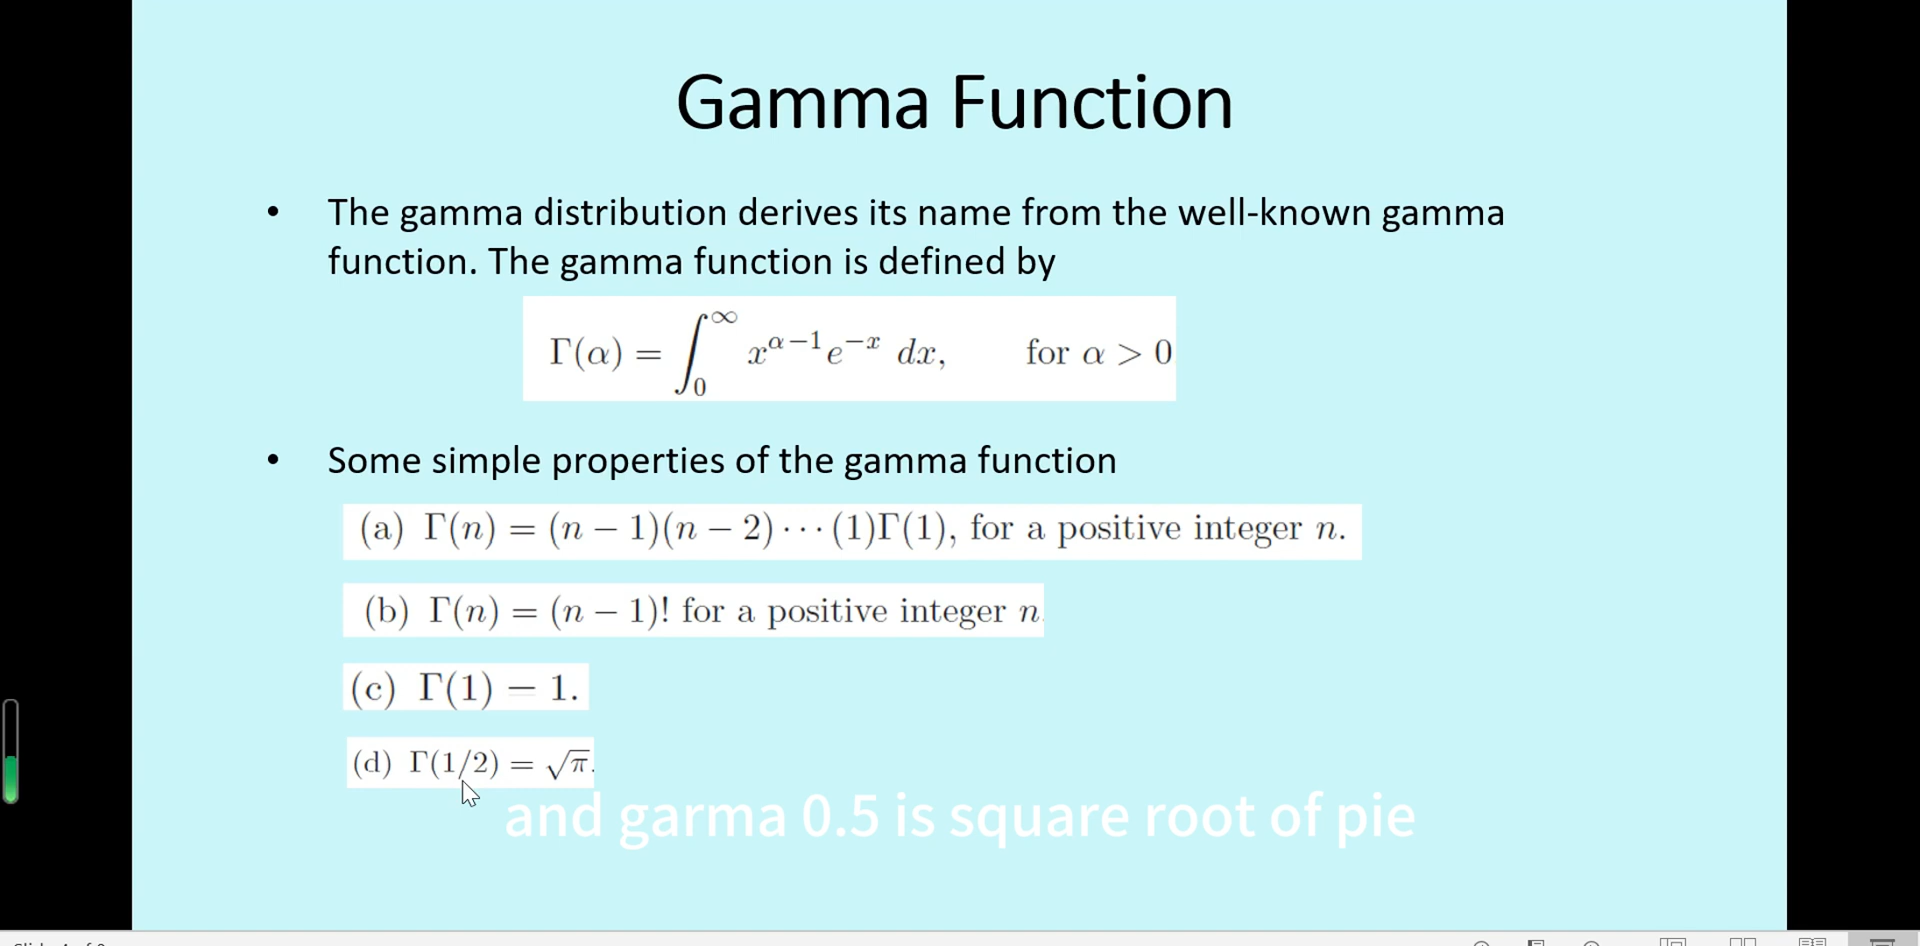 Gamma Function
• The gamma distribution derives its name from the well-known gamma
function. The gamma function is defined by
Γ(α) = ∫₀^∞ x^{α−1} e^{−x} dx, for α > 0
• Some simple properties of the gamma function
(a) Γ(n) = (n − 1)(n − 2) ⋯ (1)Γ(1), for a positive integer n.
(b) Γ(n) = (n − 1)! for a positive integer n.
(c) Γ(1) − 1.
(d) Γ(1/2) = √π.
and garma 0.5 is square root of pie